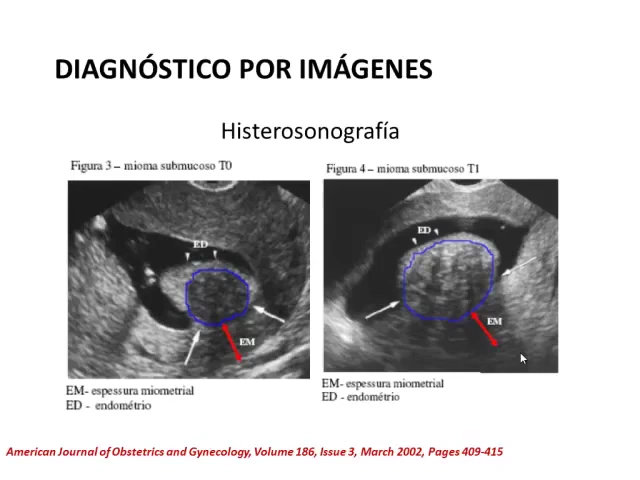 DIAGNÓSTICO POR IMÁGENES
Histerosonografía
Figura 3 – mioma submucoso T0
Figura 4 – mioma submucoso T1
ED
EM
ED
EM
EM- espessura miometrial
ED - endométrio
EM- espessura miometrial
ED - endométrio
American Journal of Obstetrics and Gynecology, Volume 186, Issue 3, March 2002, Pages 409-415